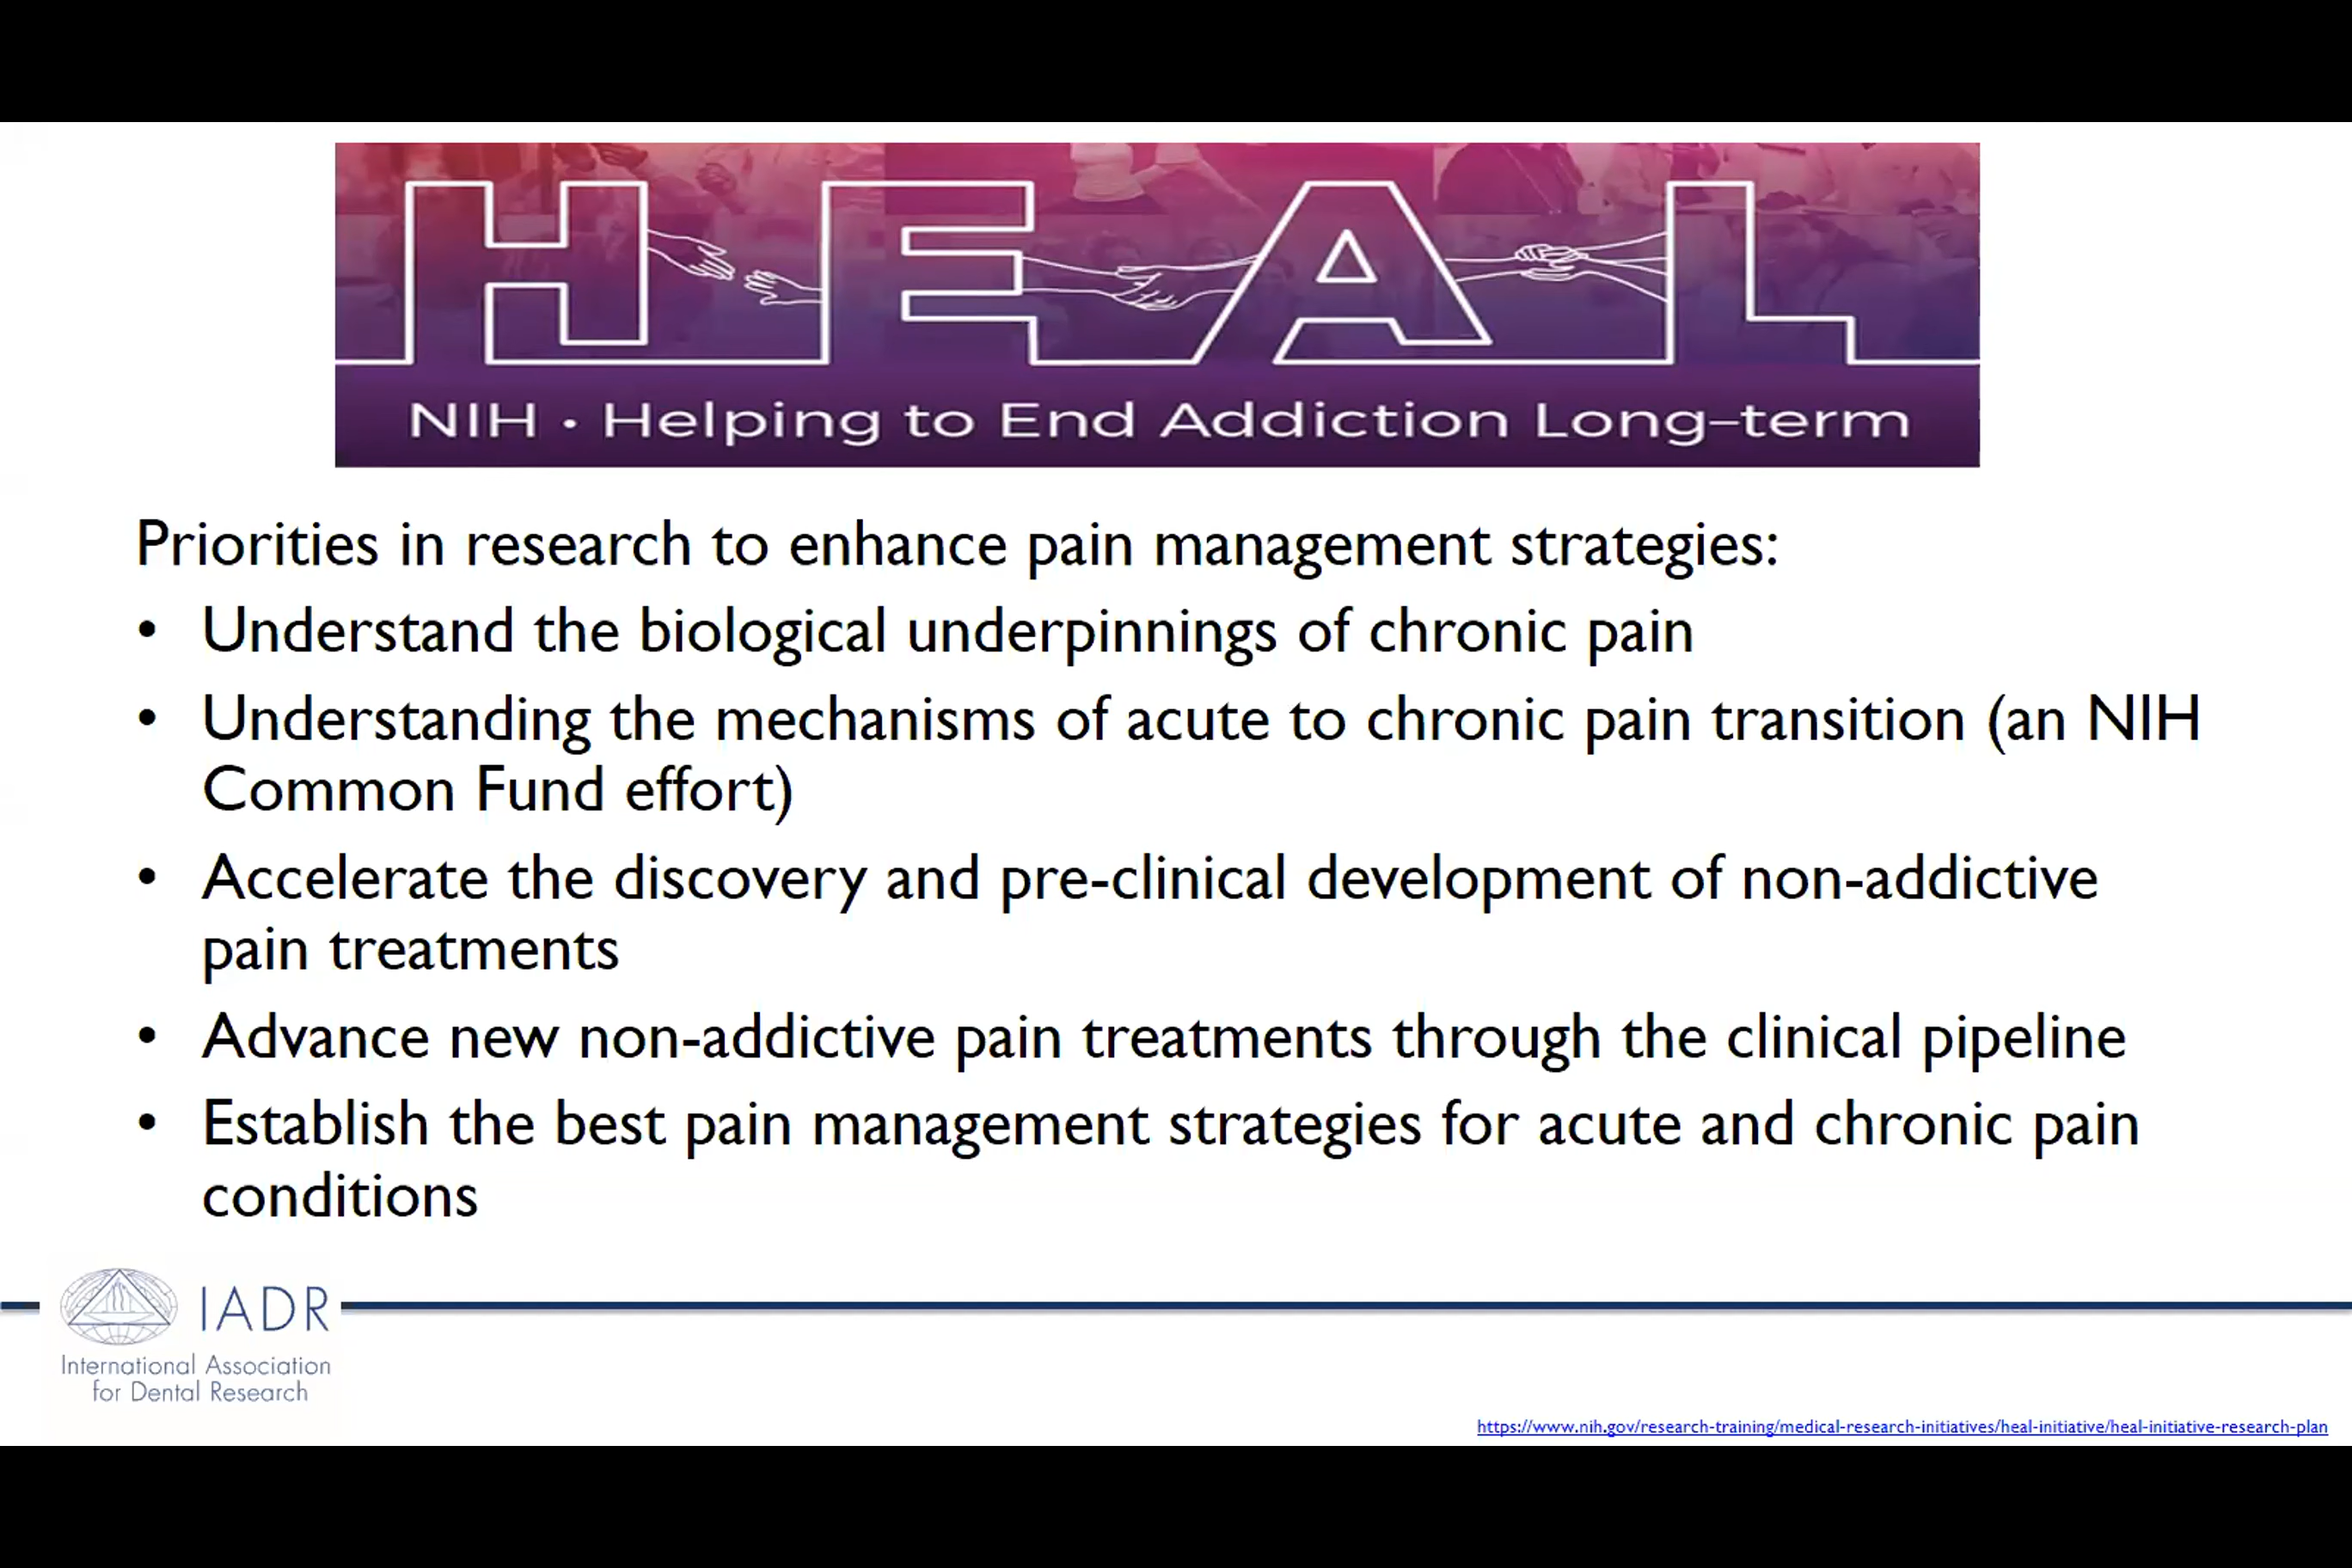 HEAL
NIH • Helping to End Addiction Long-term
Priorities in research to enhance pain management strategies:
• Understand the biological underpinnings of chronic pain
• Understanding the mechanisms of acute to chronic pain transition (an NIH
Common Fund effort)
• Accelerate the discovery and pre-clinical development of non-addictive
pain treatments
• Advance new non-addictive pain treatments through the clinical pipeline
• Establish the best pain management strategies for acute and chronic pain
conditions
IADR
International Association
for Dental Research
https://www.nih.gov/research-training/medical-research-initiatives/heal-initiative/heal-initiative-research-plan